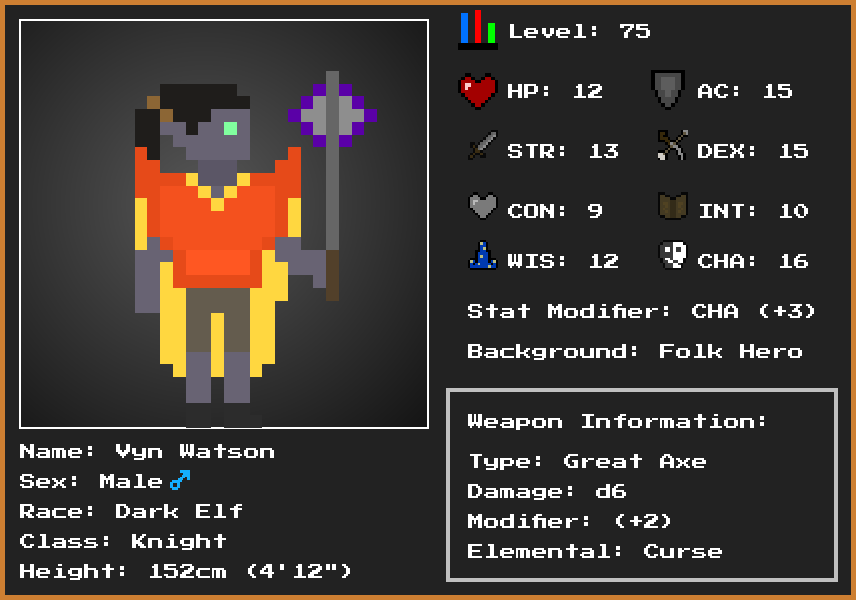 Level: 75
HP: 12
AC: 15
STR: 13
DEX: 15
CON: 9
INT: 10
WIS: 12
CHA: 16
Stat Modifier: CHA (+3)
Background: Folk Hero
Weapon Information:
Type: Great Axe
Damage: d6
Modifier: (+2)
Elemental: Curse
Name: Vyn Watson
Sex: Male ♂
Race: Dark Elf
Class: Knight
Height: 152cm (4'12")